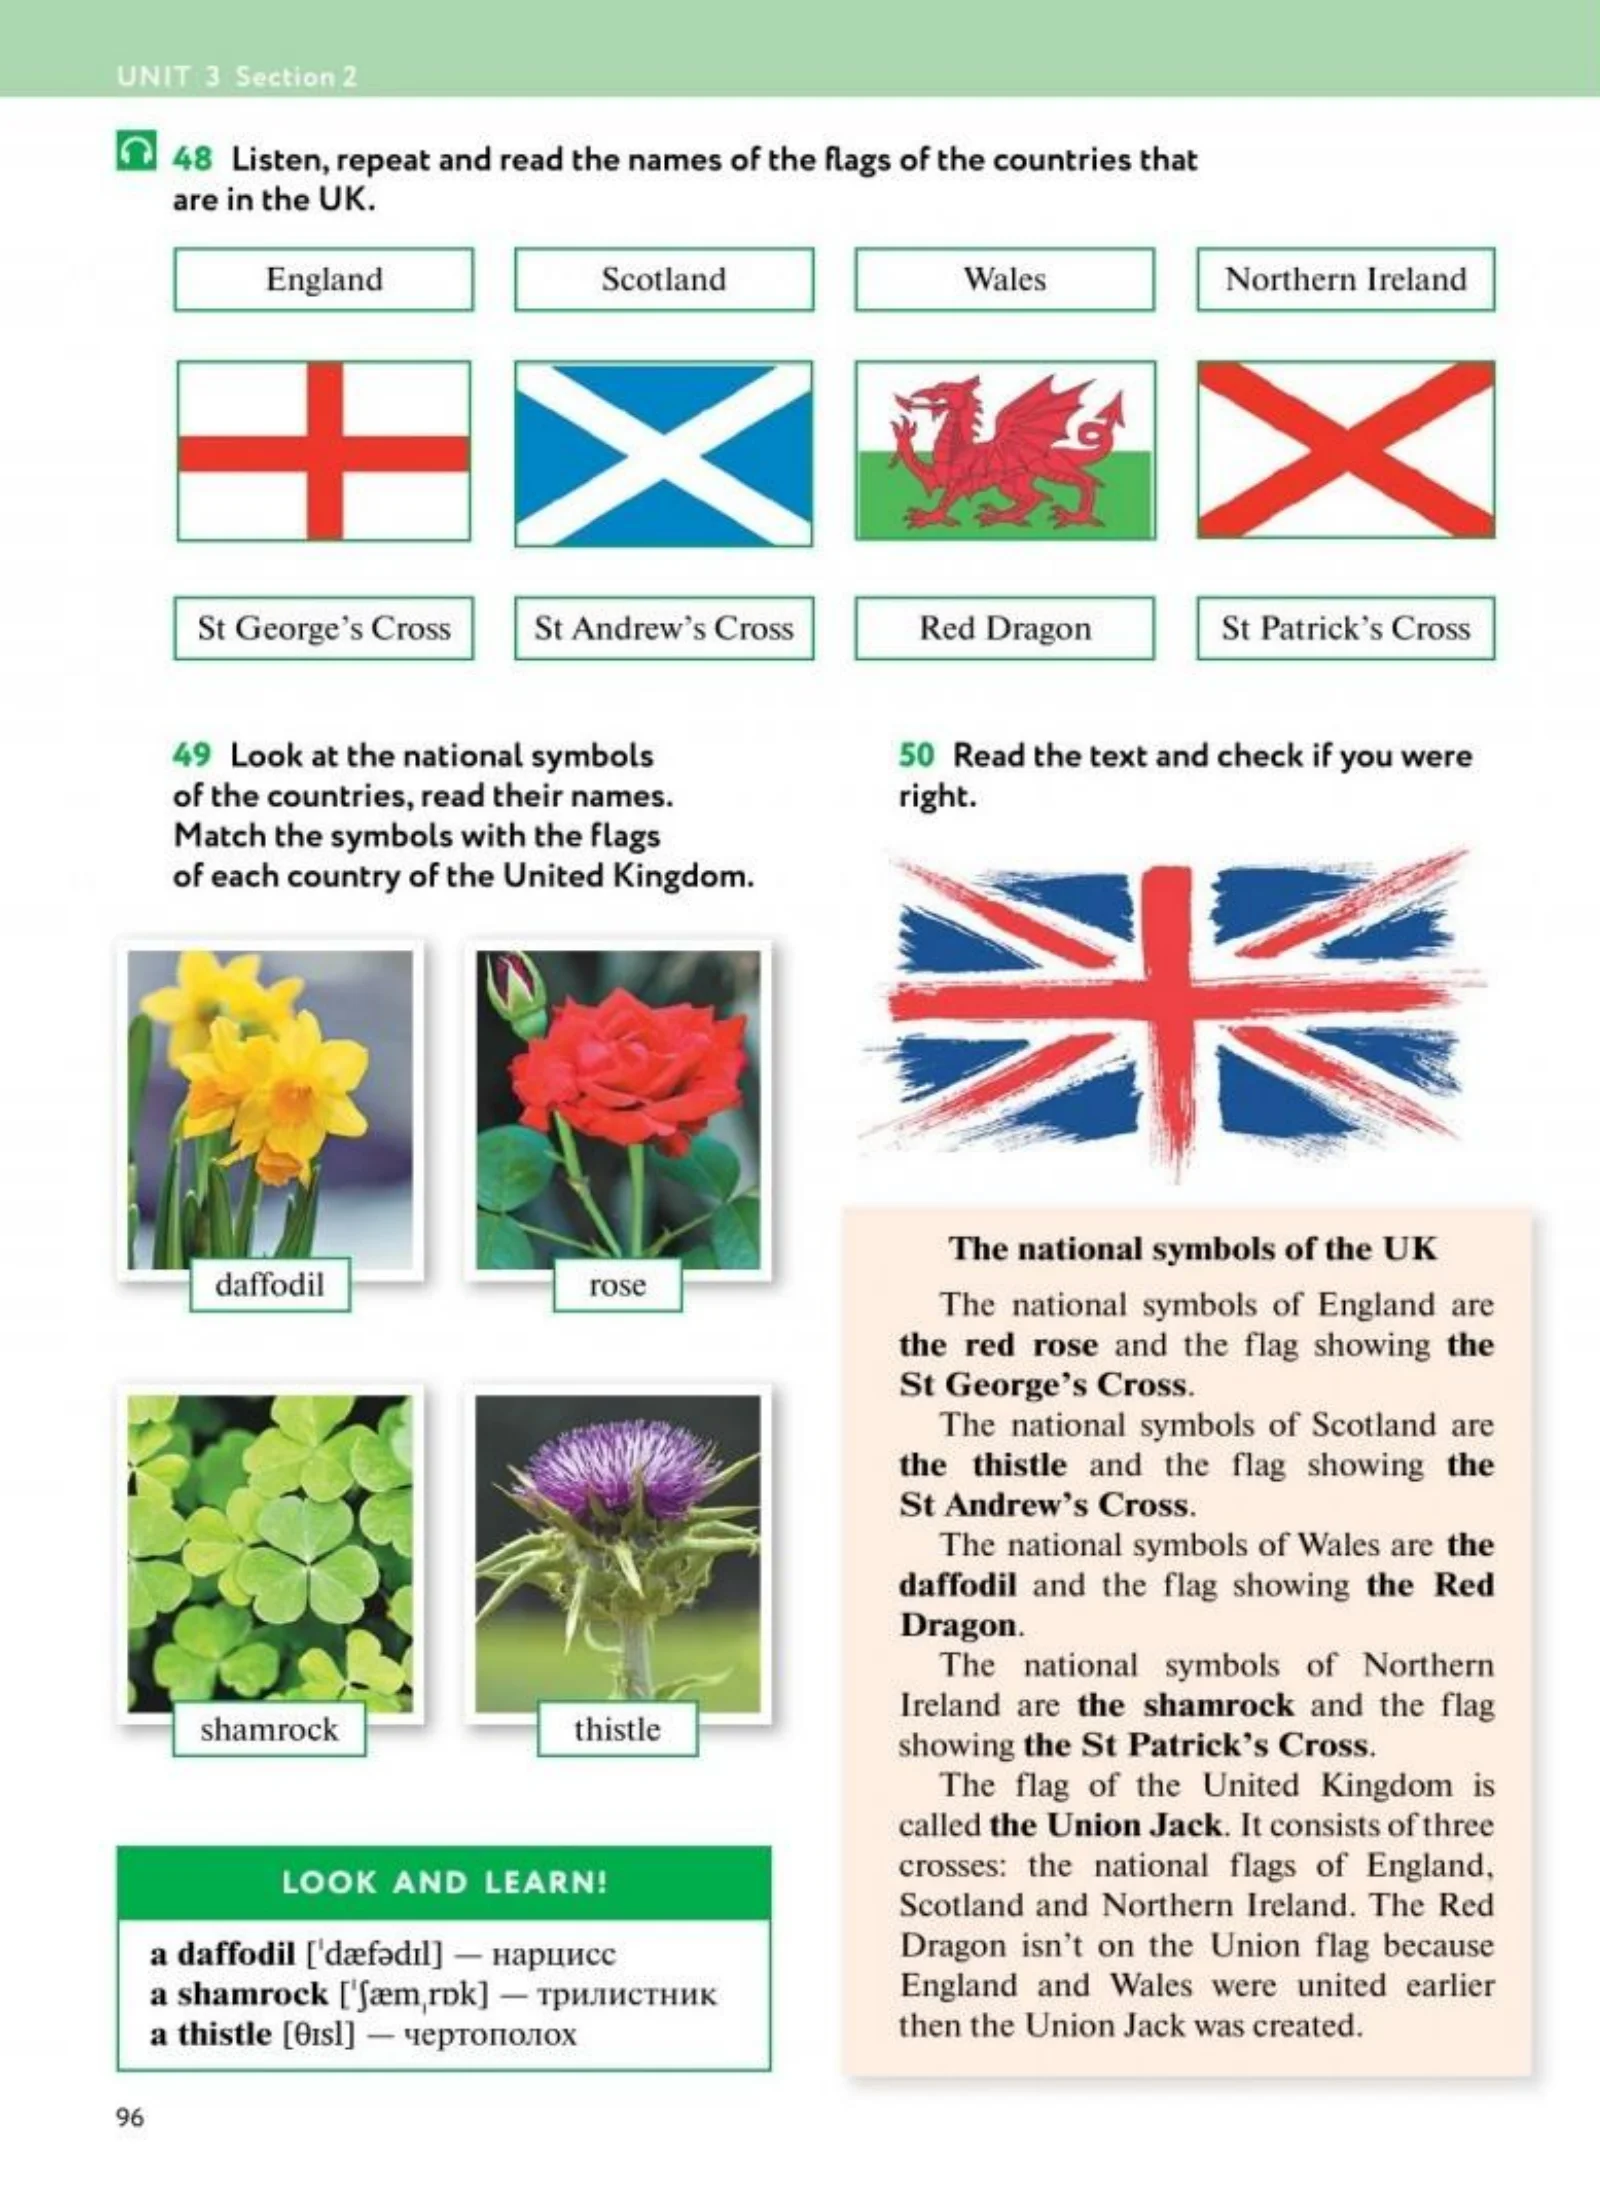 UNIT 3 Section 2
48 Listen, repeat and read the names of the flags of the countries that
are in the UK.
England
Scotland
Wales
Northern Ireland
St George's Cross
St Andrew's Cross
Red Dragon
St Patrick's Cross
49 Look at the national symbols
of the countries, read their names.
Match the symbols with the flags
of each country of the United Kingdom.
daffodil
rose
shamrock
thistle
LOOK AND LEARN!
a daffodil [ˈdæfədɪl] — нарцисс
a shamrock [ˈʃæmˌrɒk] — трилистник
a thistle [θɪsl] — чертополох
50 Read the text and check if you were
right.
The national symbols of the UK
The national symbols of England are
the red rose and the flag showing the
St George's Cross.
The national symbols of Scotland are
the thistle and the flag showing the
St Andrew's Cross.
The national symbols of Wales are the
daffodil and the flag showing the Red
Dragon.
The national symbols of Northern
Ireland are the shamrock and the flag
showing the St Patrick's Cross.
The flag of the United Kingdom is
called the Union Jack. It consists of three
crosses: the national flags of England,
Scotland and Northern Ireland. The Red
Dragon isn't on the Union flag because
England and Wales were united earlier
then the Union Jack was created.
96